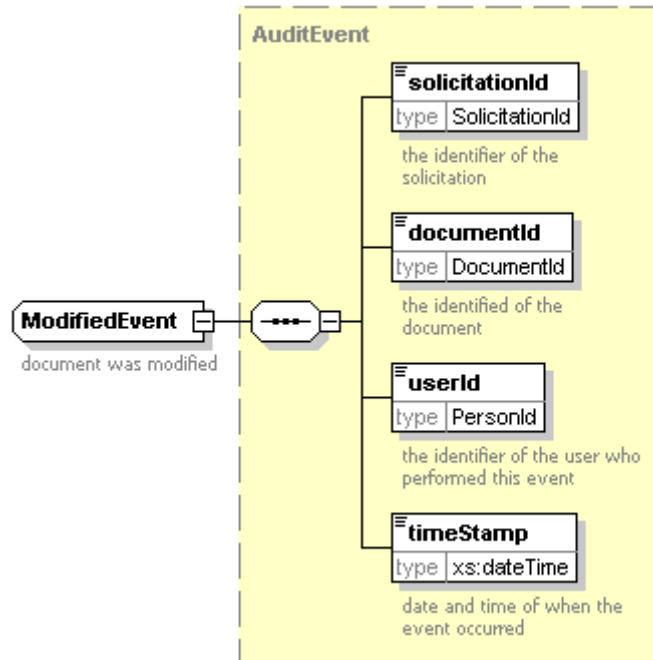 AuditEvent
solicitationId
type SolicitationId
the identifier of the
solicitation
documentId
type DocumentId
the identified of the
document
ModifiedEvent
document was modified
userId
type PersonId
the identifier of the user who
performed this event
timeStamp
type xs:dateTime
date and time of when the
event occurred